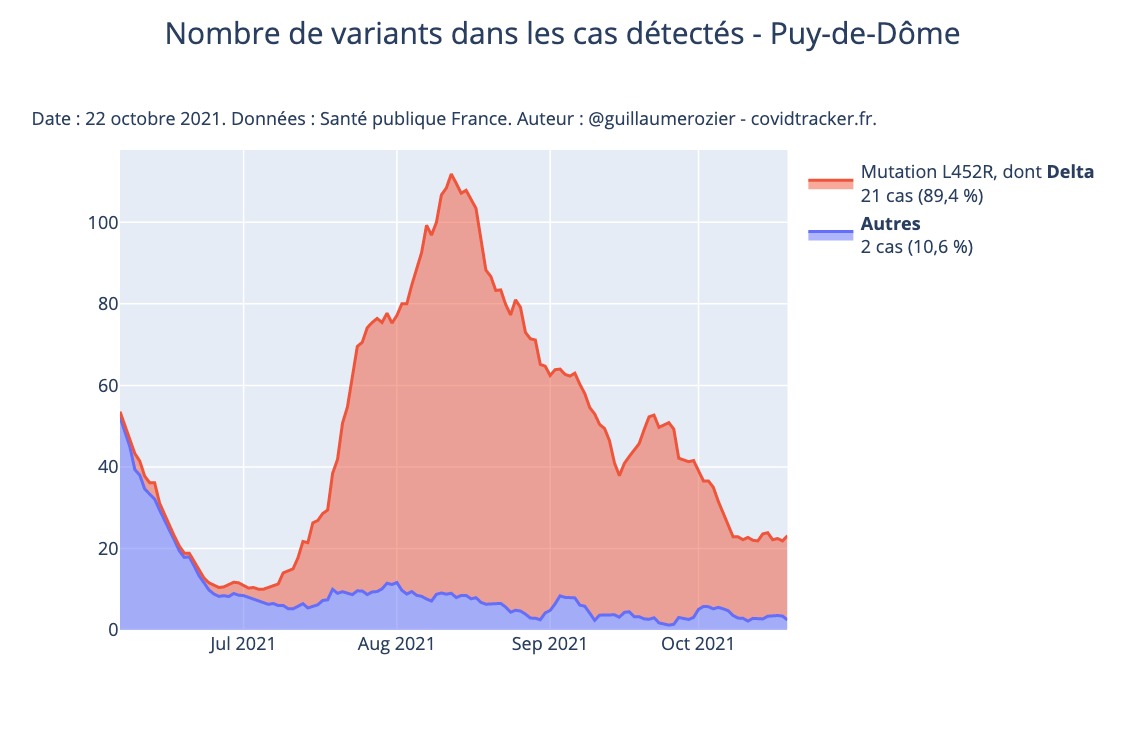 Nombre de variants dans les cas détectés - Puy-de-Dôme
Date : 22 octobre 2021. Données : Santé publique France. Auteur : @guillaumerozier - covidtracker.fr.
Mutation L452R, dont Delta
21 cas (89,4 %)
Autres
2 cas (10,6 %)
100
80
60
40
20
0
Jul 2021
Aug 2021
Sep 2021
Oct 2021